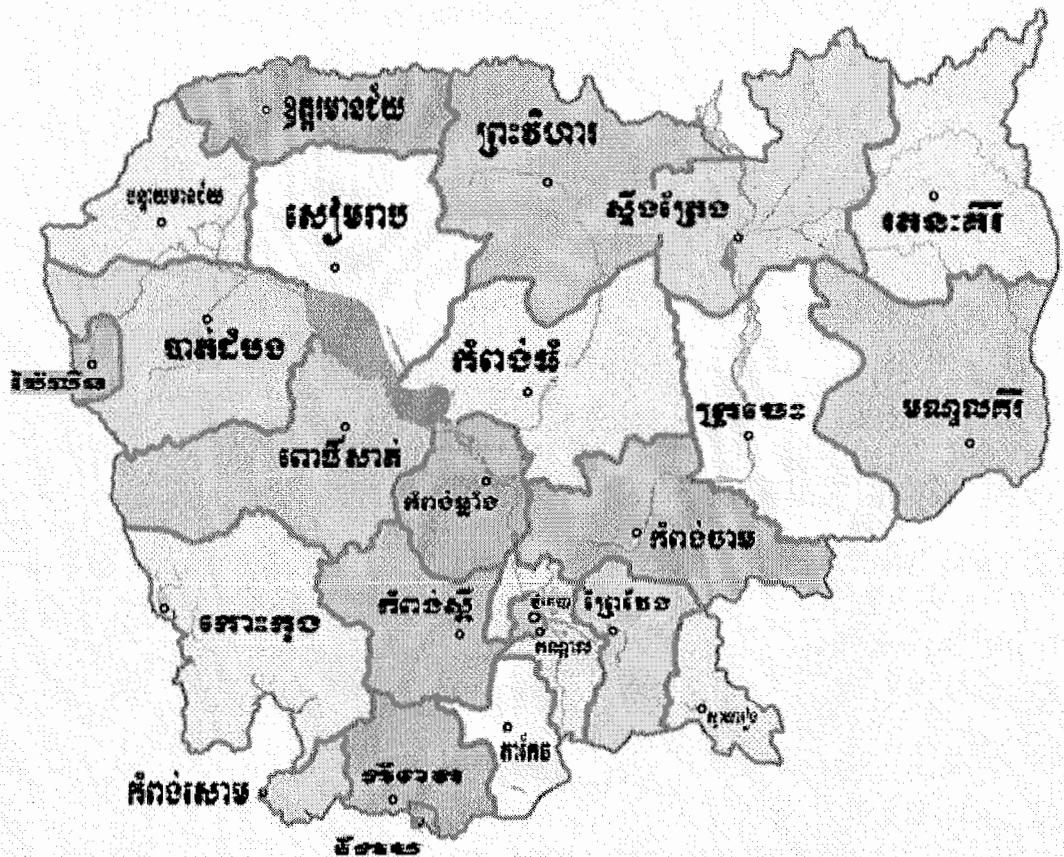 ឧត្តរមានជ័យ
ព្រះវិហារ
បន្ទាយមានជ័យ
សៀមរាប
ស្ទឹងត្រែង
រតនៈគិរី
បាត់ដំបង
កំពង់ធំ
ក្រចេះ
មណ្ឌលគិរី
ពោធិ៍សាត់
កំពង់ឆ្នាំង
កំពង់ចាម
កោះកុង
កំពង់ស្ពឺ
ភ្នំពេញ
ព្រៃវែង
កណ្ដាល
ស្វាយរៀង
តាកែវ
កំពង់សោម